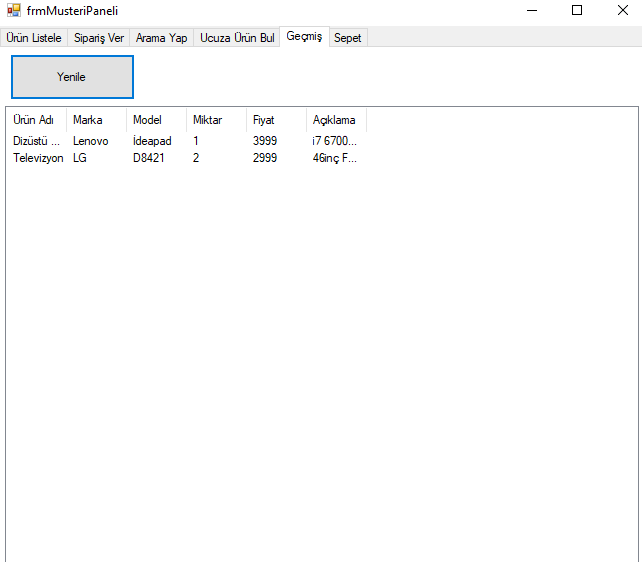 frmMusteriPaneli
Ürün Listele Sipariş Ver Arama Yap Ucuza Ürün Bul Geçmiş Sepet
Yenile
Ürün Adı Marka Model Miktar Fiyat Açıklama
Dizüstü ... Lenovo İdeapad 1 3999 i7 6700...
Televizyon LG D8421 2 2999 46inç F...